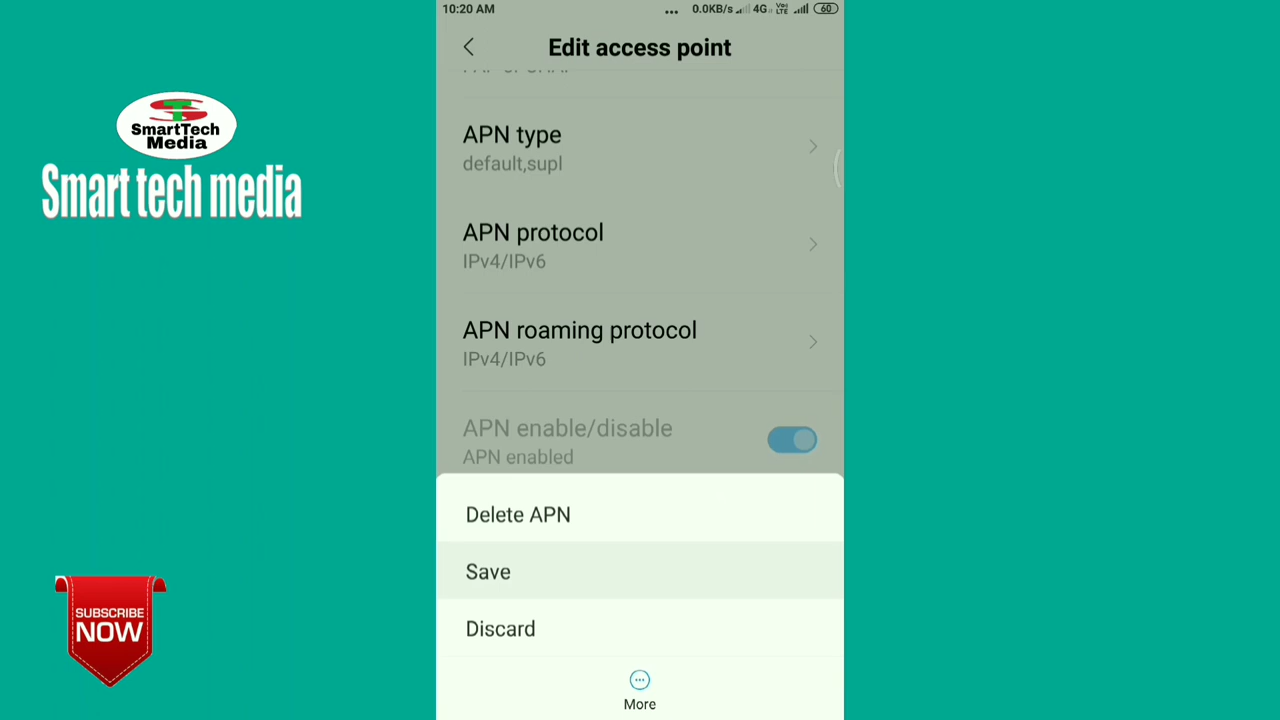 10:20 AM
... 0.0KB/s 4G Vo LTE 60
Edit access point
SmartTech
Media
Smart tech media
APN type
default,supl
APN protocol
IPv4/IPv6
APN roaming protocol
IPv4/IPv6
APN enable/disable
APN enabled
Delete APN
Save
Discard
More
SUBSCRIBE
NOW